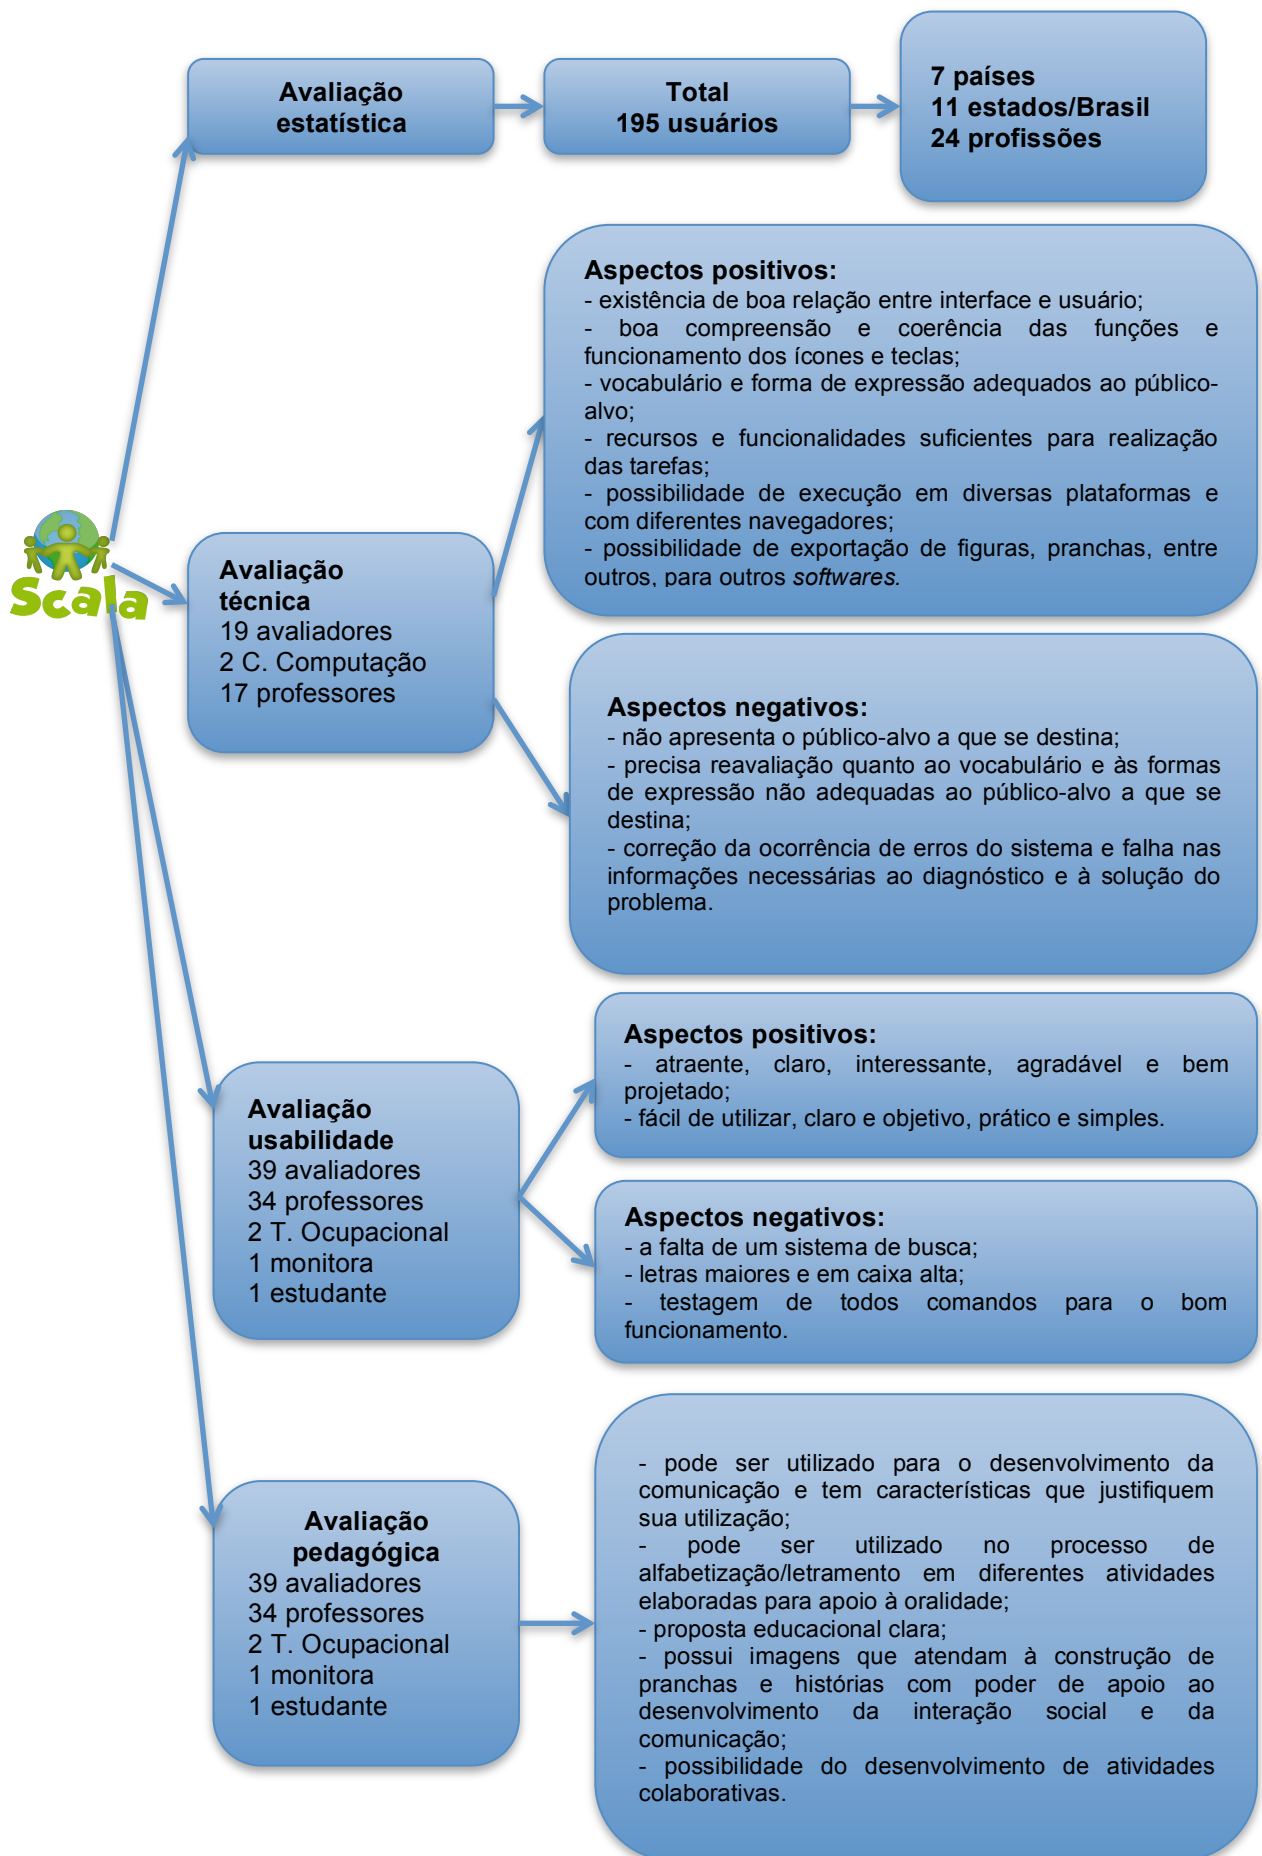 Avaliação
estatística
Total
195 usuários
7 países
11 estados/Brasil
24 profissões
Scala
Avaliação
técnica
19 avaliadores
2 C. Computação
17 professores
Aspectos positivos:
- existência de boa relação entre interface e usuário;
- boa compreensão e coerência das funções e
funcionamento dos ícones e teclas;
- vocabulário e forma de expressão adequados ao público-
alvo;
- recursos e funcionalidades suficientes para realização
das tarefas;
- possibilidade de execução em diversas plataformas e
com diferentes navegadores;
- possibilidade de exportação de figuras, pranchas, entre
outros, para outros softwares.
Aspectos negativos:
- não apresenta o público-alvo a que se destina;
- precisa reavaliação quanto ao vocabulário e às formas
de expressão não adequadas ao público-alvo a que se
destina;
- correção da ocorrência de erros do sistema e falha nas
informações necessárias ao diagnóstico e à solução do
problema.
Avaliação
usabilidade
39 avaliadores
34 professores
2 T. Ocupacional
1 monitora
1 estudante
Aspectos positivos:
- atraente, claro, interessante, agradável e bem
projetado;
- fácil de utilizar, claro e objetivo, prático e simples.
Aspectos negativos:
- a falta de um sistema de busca;
- letras maiores e em caixa alta;
- testagem de todos comandos para o bom
funcionamento.
Avaliação
pedagógica
39 avaliadores
34 professores
2 T. Ocupacional
1 monitora
1 estudante
- pode ser utilizado para o desenvolvimento da
comunicação e tem características que justifiquem
sua utilização;
- pode ser utilizado no processo de
alfabetização/letramento em diferentes atividades
elaboradas para apoio à oralidade;
- proposta educacional clara;
- possui imagens que atendam à construção de
pranchas e histórias com poder de apoio ao
desenvolvimento da interação social e da
comunicação;
- possibilidade do desenvolvimento de atividades
colaborativas.